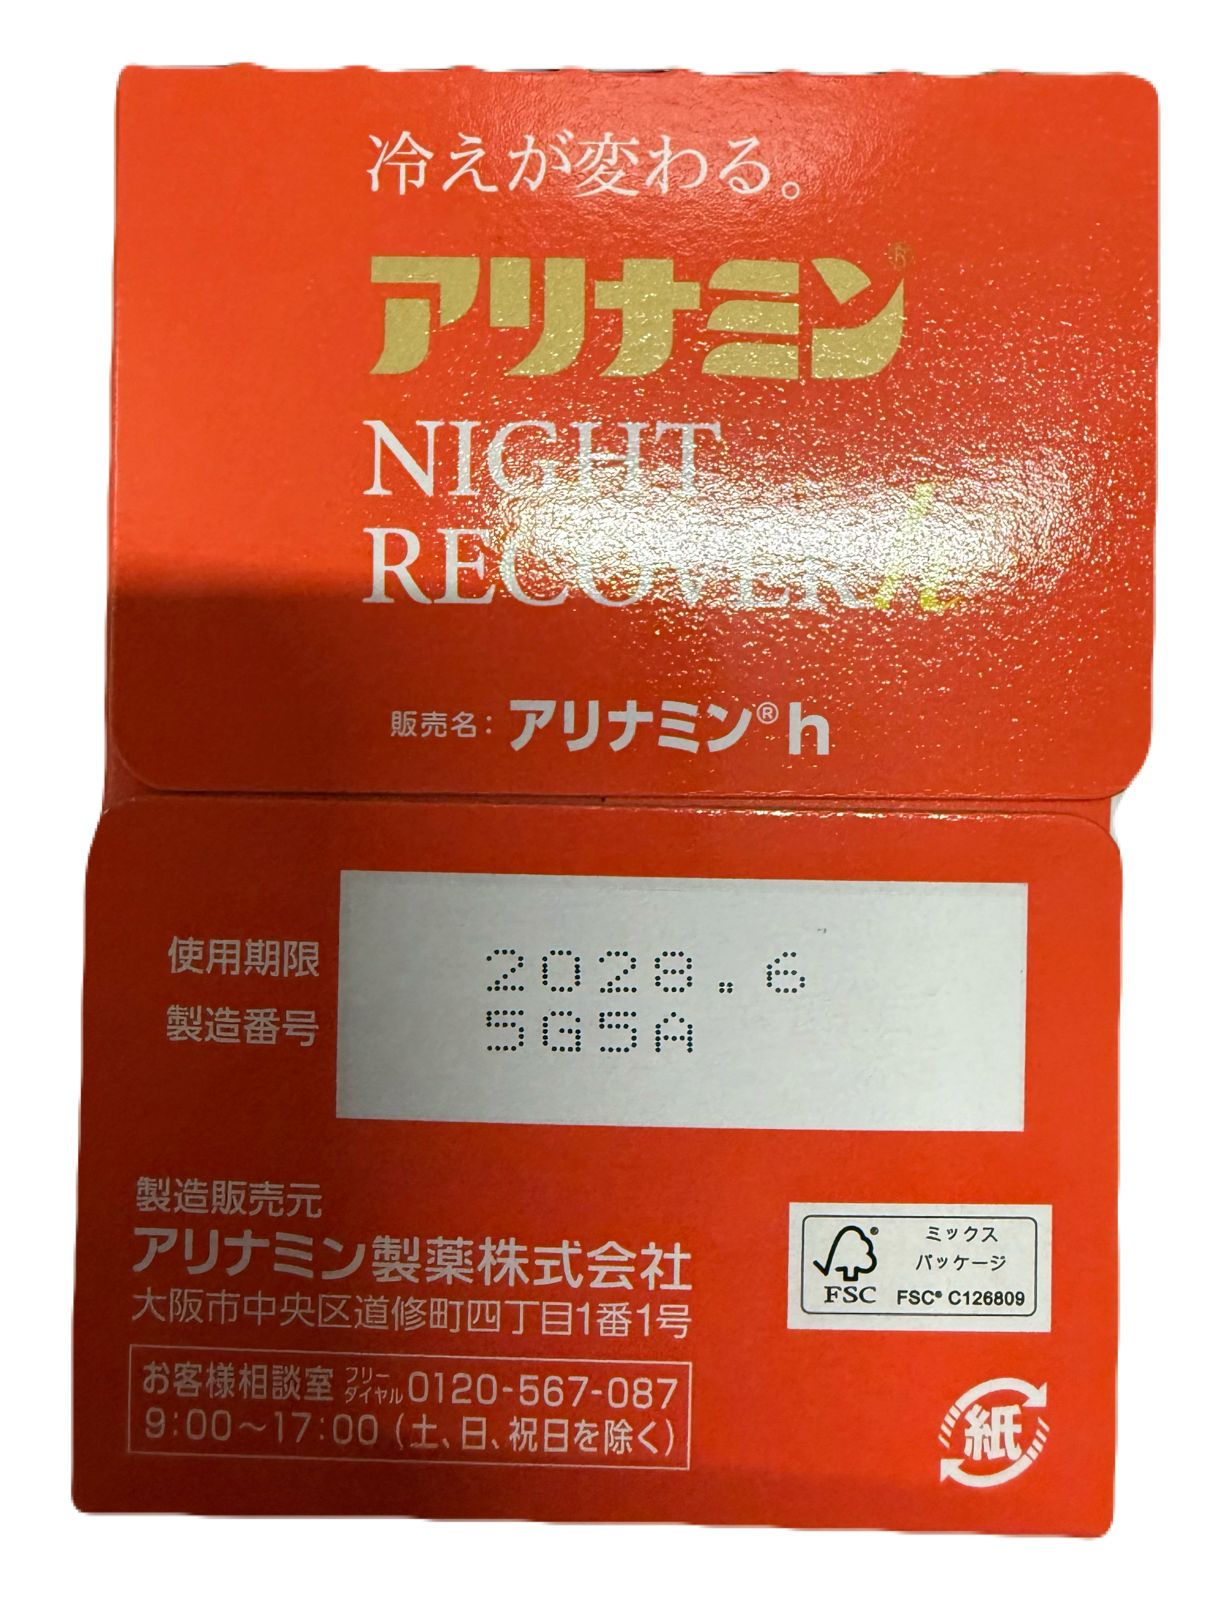 冷えが変わる。
アリナミン®
NIGHT
RECOVER h
販売名: アリナミン® h
使用期限 2028.6
製造番号 5G5A
製造販売元
アリナミン製薬株式会社
大阪市中央区道修町四丁目1番1号
お客様相談室 フリーダイヤル 0120-567-087
9:00～17:00(土、日、祝日を除く)
ミックス
パッケージ
FSC
FSC® C126809
紙